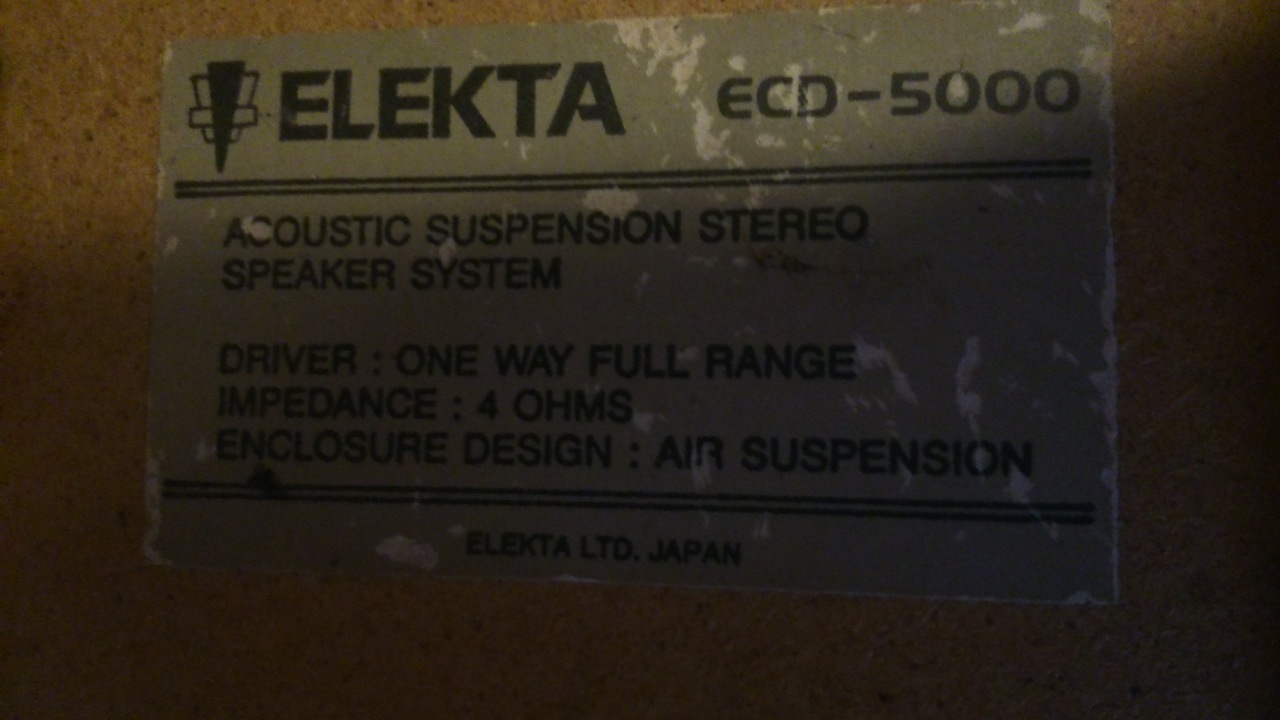 ELEKTA ECD-5000
ACOUSTIC SUSPENSION STEREO
SPEAKER SYSTEM
DRIVER : ONE WAY FULL RANGE
IMPEDANCE : 4 OHMS
ENCLOSURE DESIGN : AIR SUSPENSION
ELEKTA LTD. JAPAN